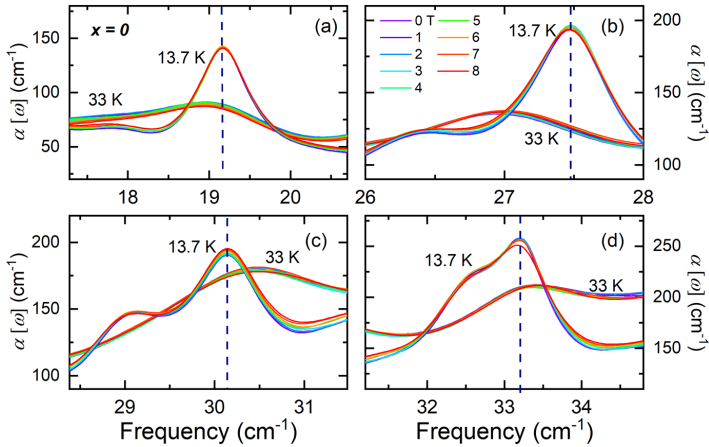 (a)
x = 0
13.7 K
33 K
150
100
50
18
19
20
α [ω] (cm⁻¹)
(b)
0 T
1
2
3
4
5
6
7
8
13.7 K
33 K
200
150
100
26
27
28
α [ω] (cm⁻¹)
(c)
13.7 K
33 K
200
150
100
29
30
31
α [ω] (cm⁻¹)
Frequency (cm⁻¹)
(d)
13.7 K
33 K
250
200
150
32
33
34
α [ω] (cm⁻¹)
Frequency (cm⁻¹)